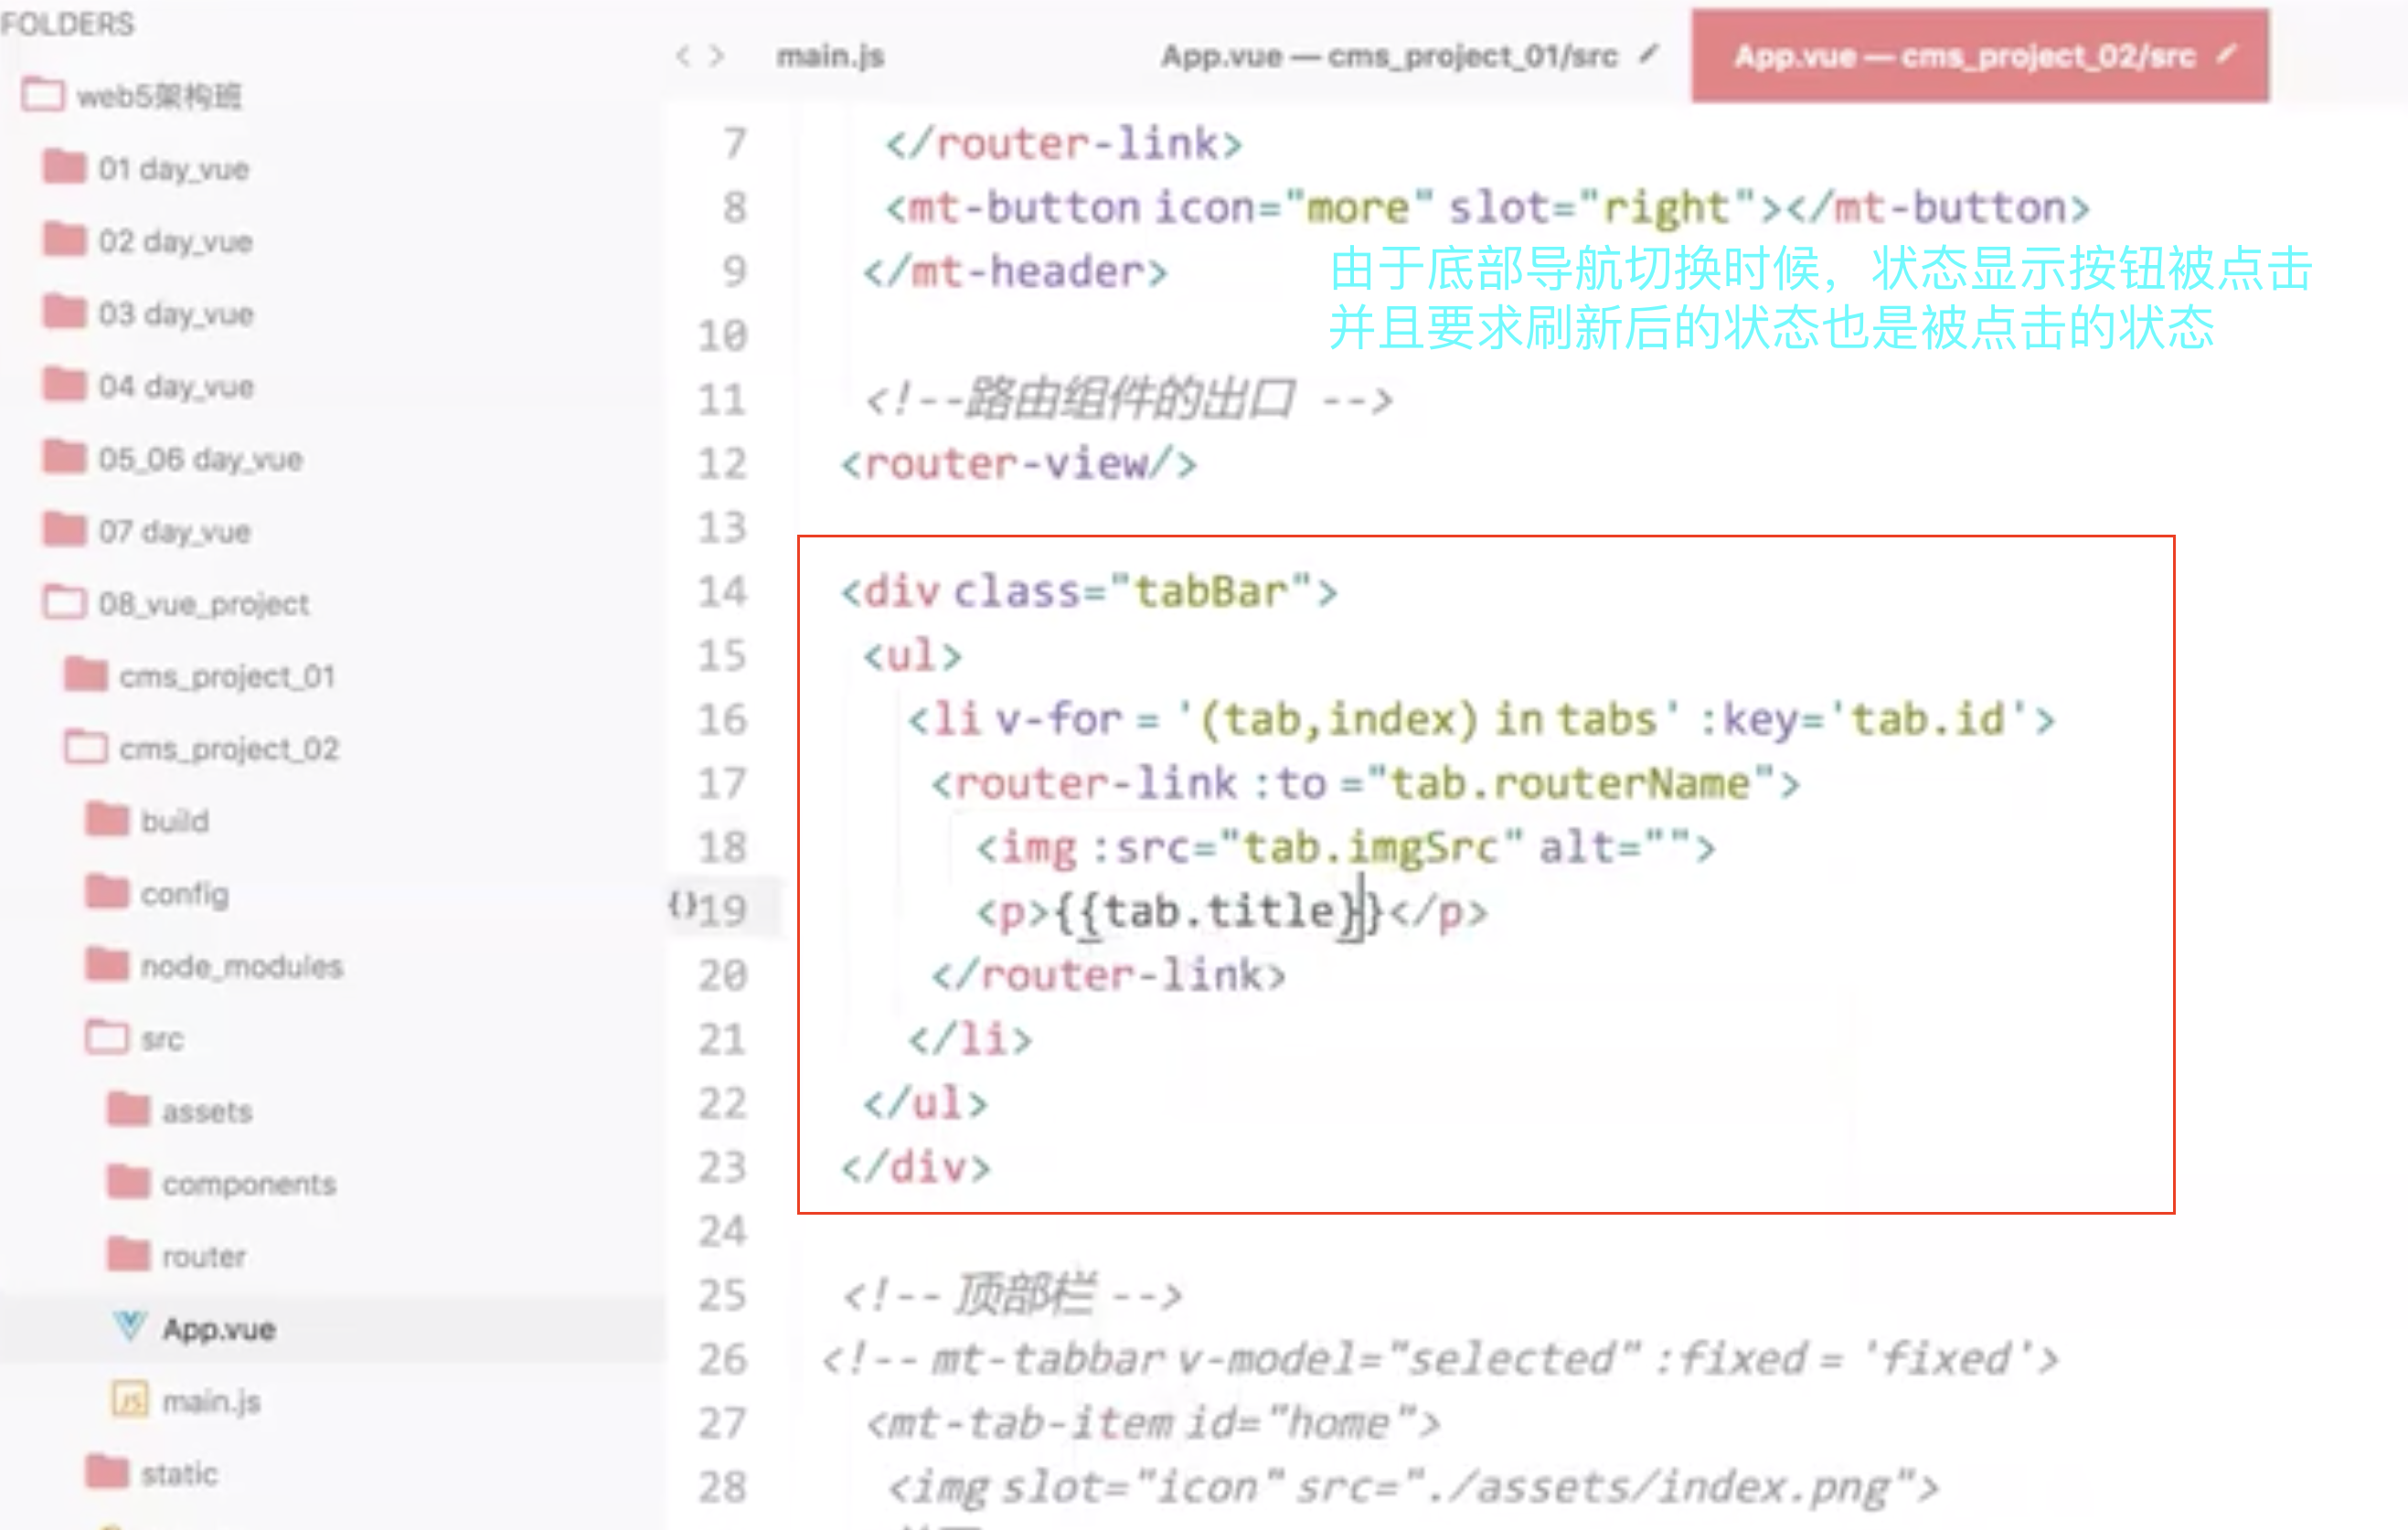 FOLDERS
web5架构班
01 day_vue
02 day_vue
03 day_vue
04 day_vue
05_06 day_vue
07 day_vue
08_vue_project
cms_project_01
cms_project_02
build
config
node_modules
src
assets
components
router
App.vue
JS main.js
static
< > main.js App.vue — cms_project_01/src App.vue — cms_project_02/src
7 </router-link>
8 <mt-button icon="more" slot="right"></mt-button>
9 </mt-header>
由于底部导航切换时候，状态显示按钮被点击
并且要求刷新后的状态也是被点击的状态
10
11 <!--路由组件的出口 -->
12 <router-view/>
13
14 <div class="tabBar">
15 <ul>
16 <li v-for = '(tab,index) in tabs' :key='tab.id'>
17 <router-link :to ="tab.routerName">
18 <img :src="tab.imgSrc" alt="">
{}19 <p>{{tab.title}}</p>
20 </router-link>
21 </li>
22 </ul>
23 </div>
24
25 <!-- 顶部栏 -->
26 <!-- mt-tabbar v-model="selected" :fixed = 'fixed'>
27 <mt-tab-item id="home">
28 <img slot="icon" src="./assets/index.png">